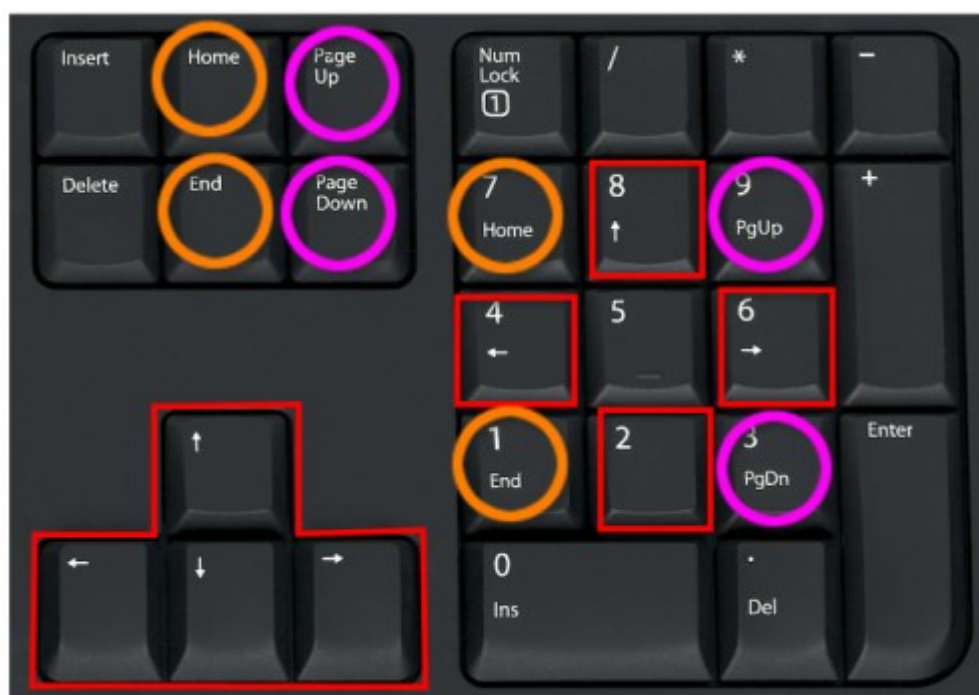 Insert
Home
Page
Up
Delete
End
Page
Down
↑
← ↓ →
Num
Lock
1
/
*
-
7
Home
8
↑
9
PgUp
+
4
←
5
6
→
1
End
2
3
PgDn
Enter
0
Ins
.
Del